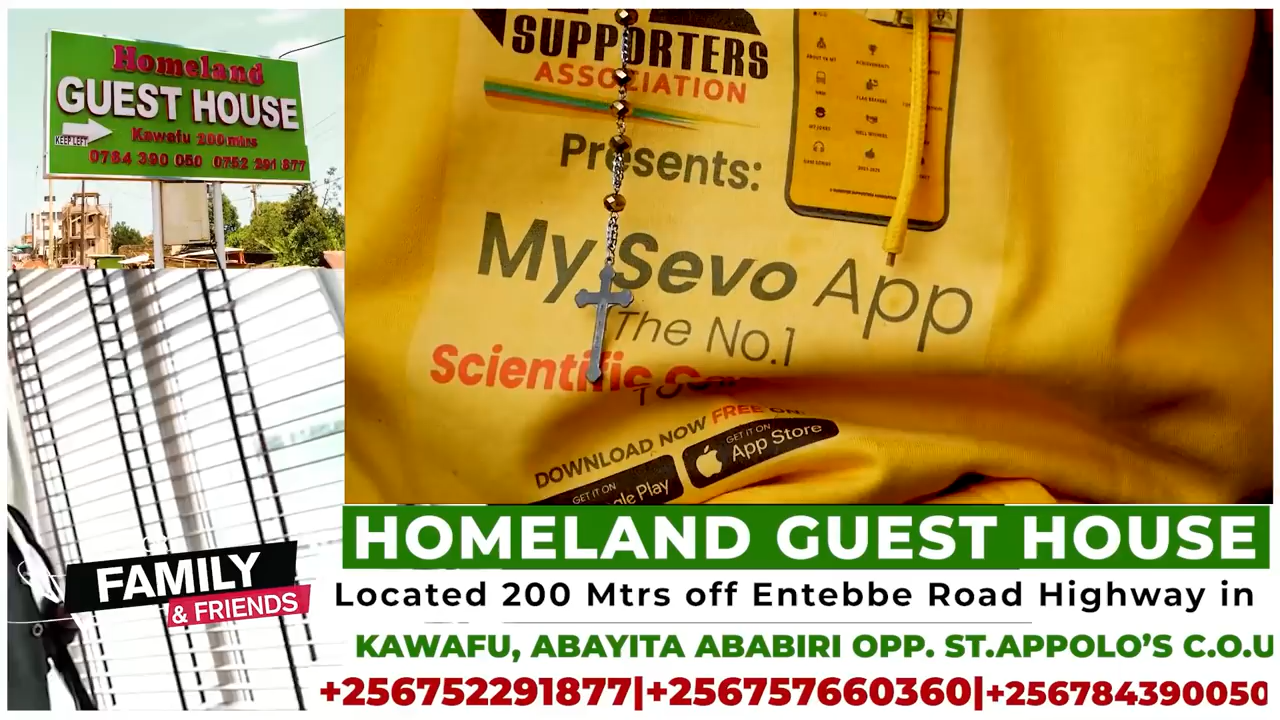 Homeland
GUEST HOUSE
KEEP LEFT
Kawafu 200 mtrs
0784 390 050 0752 291 877
SUPPORTERS
ASSOCIATION
Presents:
My Sevo App
The No.1
Scientific
DOWNLOAD NOW FREE ON:
GET IT ON
App Store
GET IT ON
gle Play
FAMILY
& FRIENDS
HOMELAND GUEST HOUSE
Located 200 Mtrs off Entebbe Road Highway in
KAWAFU, ABAYITA ABABIRI OPP. ST.APPOLO'S C.O.U
+256752291877|+256757660360|+256784390050